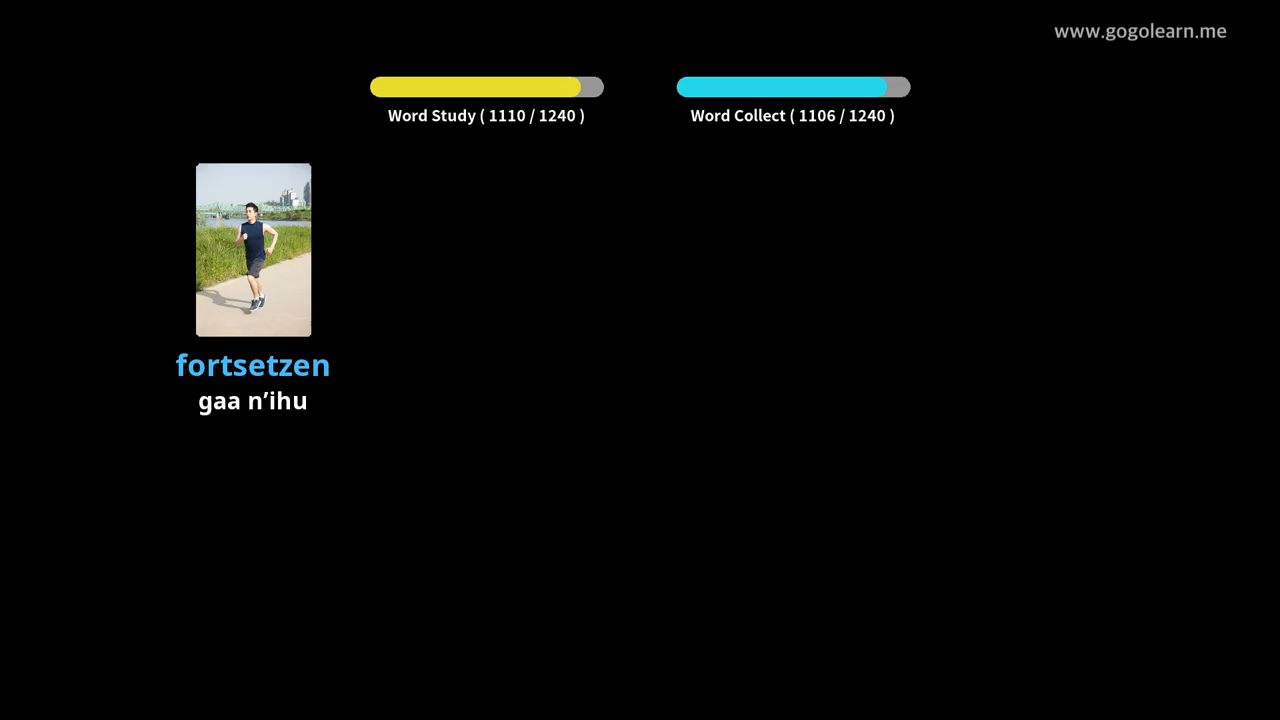 www.gogolearn.me
Word Study ( 1110 / 1240 )
Word Collect ( 1106 / 1240 )
fortsetzen
gaa n’ihu